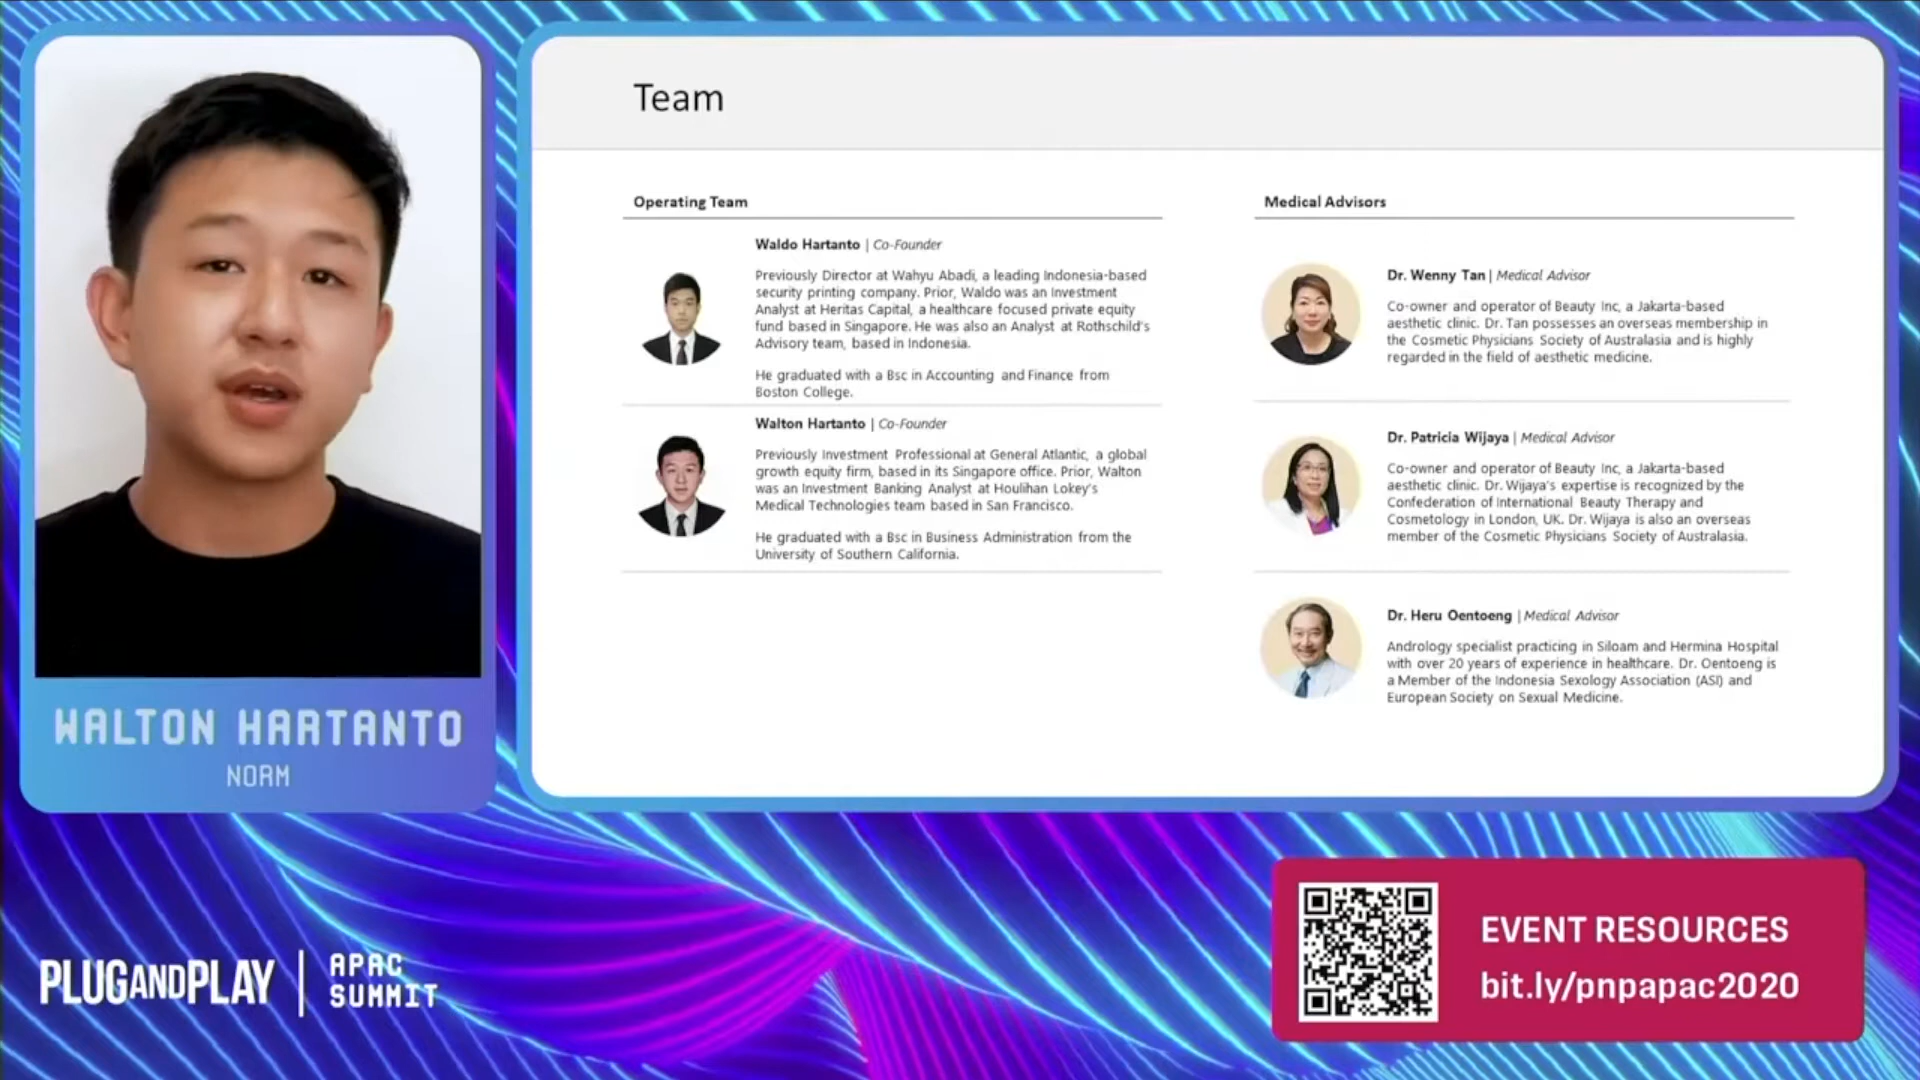 WALTON HARTANTO
NORM
Team
Operating Team
Waldo Hartanto | Co-Founder
Previously Director at Wahyu Abadi, a leading Indonesia-based
security printing company. Prior, Waldo was an Investment
Analyst at Heritas Capital, a healthcare focused private equity
fund based in Singapore. He was also an Analyst at Rothschild's
Advisory team, based in Indonesia.
He graduated with a Bsc in Accounting and Finance from
Boston College.
Walton Hartanto | Co-Founder
Previously Investment Professional at General Atlantic, a global
growth equity firm, based in its Singapore office. Prior, Walton
was an Investment Banking Analyst at Houlihan Lokey's
Medical Technologies team based in San Francisco.
He graduated with a Bsc in Business Administration from the
University of Southern California.
Medical Advisors
Dr. Wenny Tan | Medical Advisor
Co-owner and operator of Beauty Inc, a Jakarta-based
aesthetic clinic. Dr. Tan possesses an overseas membership in
the Cosmetic Physicians Society of Australasia and is highly
regarded in the field of aesthetic medicine.
Dr. Patricia Wijaya | Medical Advisor
Co-owner and operator of Beauty Inc, a Jakarta-based
aesthetic clinic. Dr. Wijaya's expertise is recognized by the
Confederation of International Beauty Therapy and
Cosmetology in London, UK. Dr. Wijaya is also an overseas
member of the Cosmetic Physicians Society of Australasia.
Dr. Heru Oentoeng | Medical Advisor
Andrology specialist practicing in Siloam and Hermina Hospital
with over 20 years of experience in healthcare. Dr. Oentoeng is
a Member of the Indonesia Sexology Association (ASI) and
European Society on Sexual Medicine.
PLUGANDPLAY
APAC
SUMMIT
EVENT RESOURCES
bit.ly/pnpapac2020